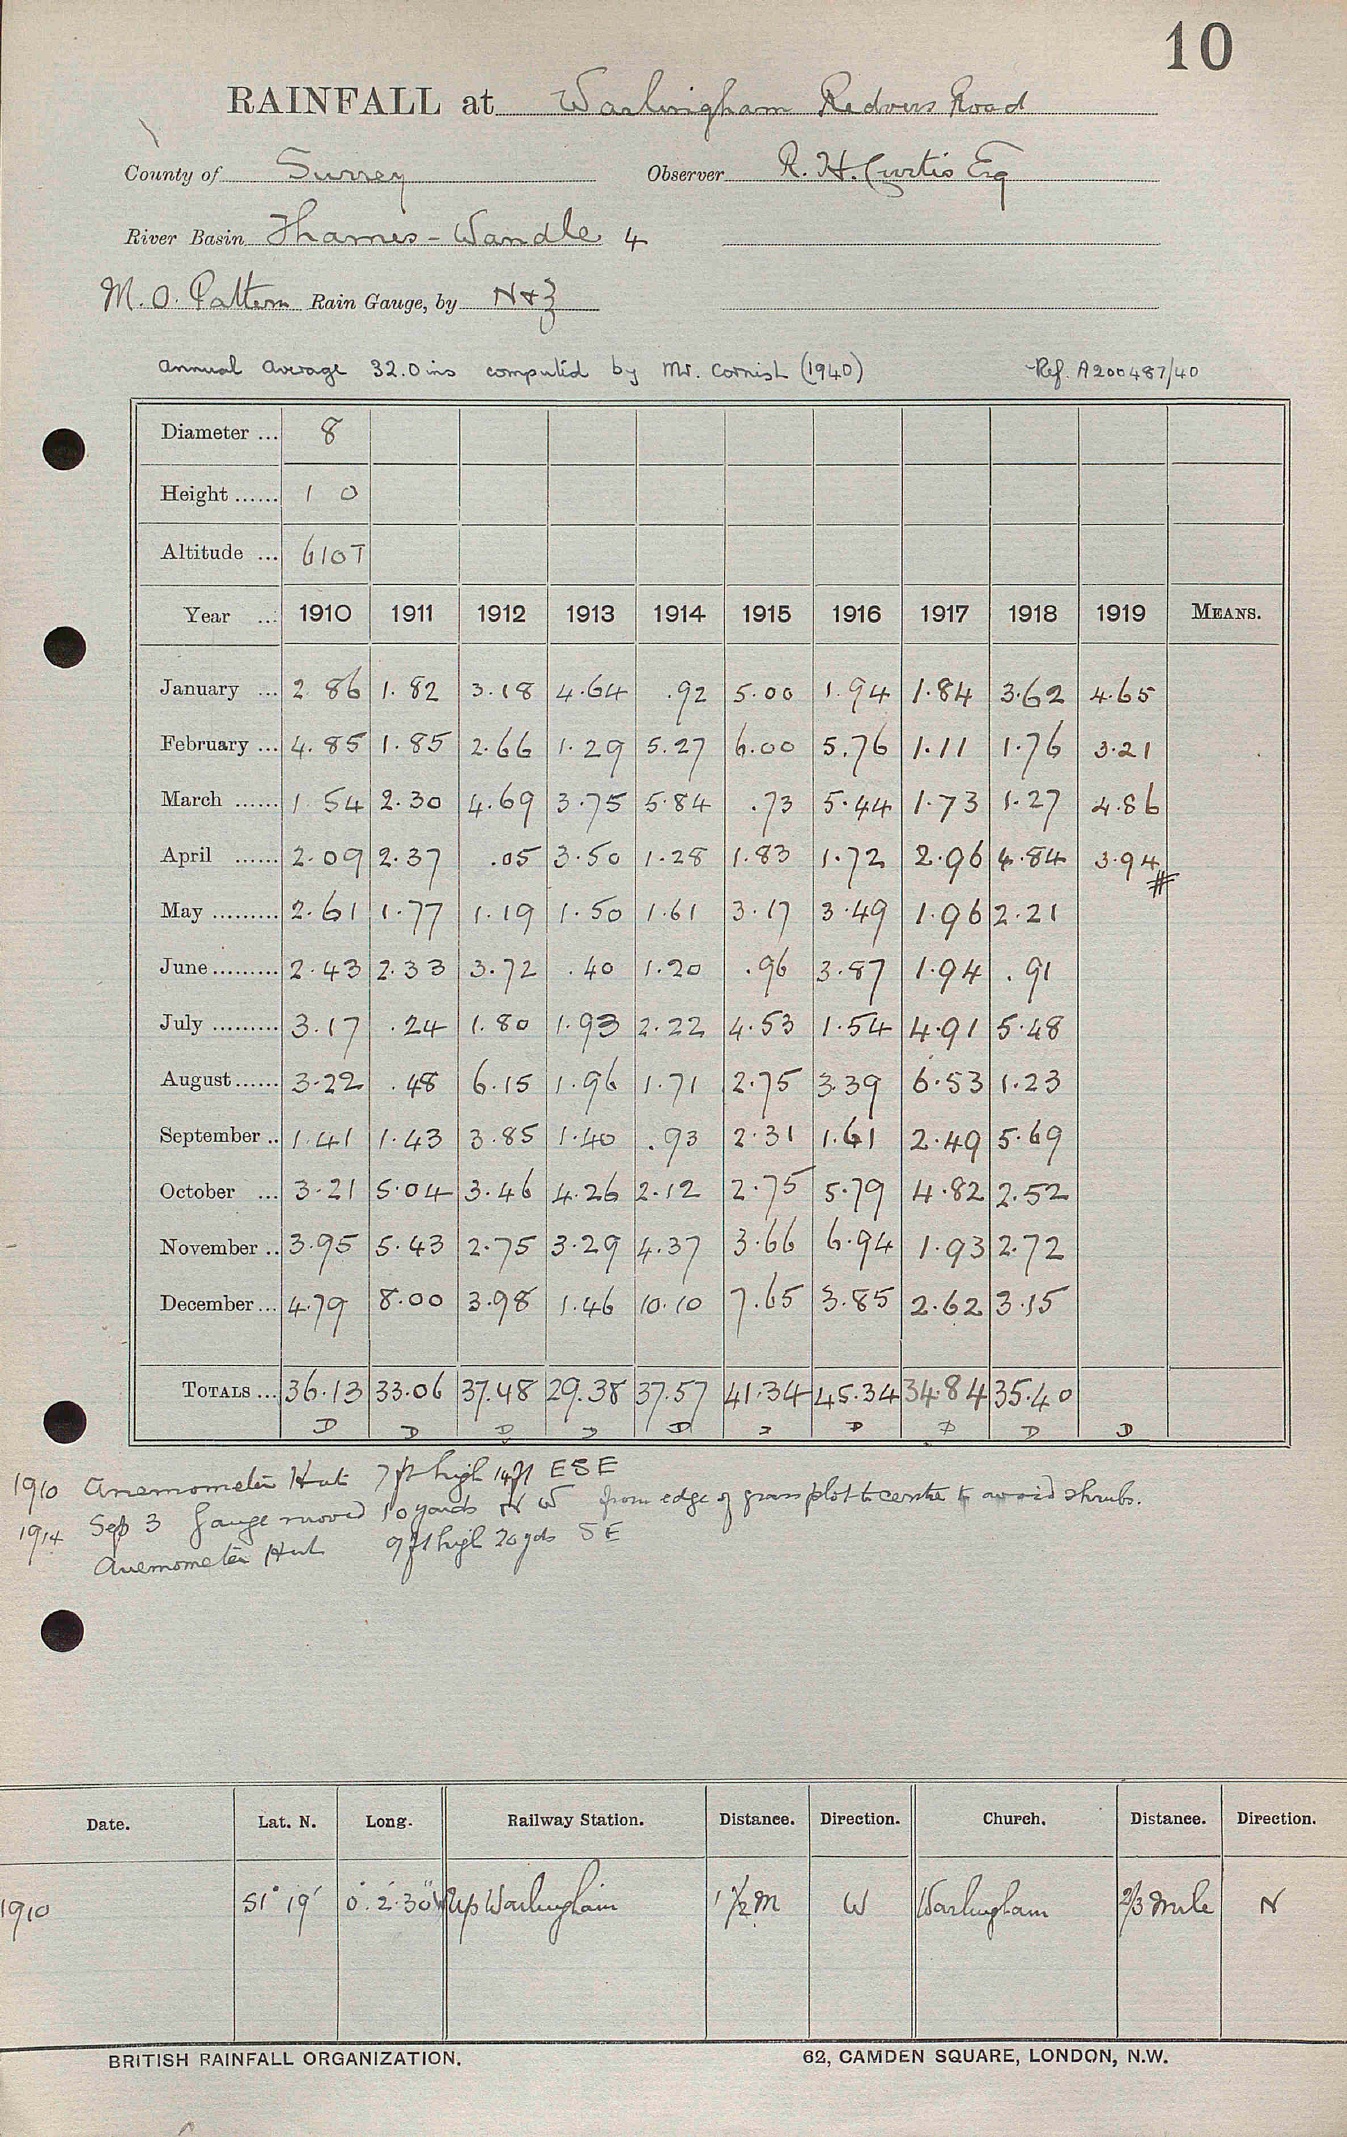 10
RAINFALL at Warlingham Redvers Road
County of Surrey Observer R. H. Curtis Esq
River Basin Thames - Wandle 4
M. O. Pattern Rain Gauge, by N & Z
Annual Average 32.0 ins computed by Mr. Cornish (1940) Ref. A200487/40
Diameter ... 8
Height ...... 1 0
Altitude ... 610T
Year ... 1910 1911 1912 1913 1914 1915 1916 1917 1918 1919 MEANS.
January ... 2.86 1.82 3.18 4.64 .92 5.00 1.94 1.84 3.62 4.65
February ... 4.85 1.85 2.66 1.29 5.27 6.00 5.76 1.11 1.76 3.21
March ...... 1.54 2.30 4.69 3.75 5.84 .73 5.44 1.73 1.27 4.86
April ...... 2.09 2.37 .05 3.50 1.28 1.83 1.72 2.96 4.84 3.94 #
May ......... 2.61 1.77 1.19 1.50 1.61 3.17 3.49 1.96 2.21
June ......... 2.43 2.33 3.72 .40 1.20 .96 3.87 1.94 .91
July ......... 3.17 .24 1.80 1.93 2.22 4.53 1.54 4.91 5.48
August ...... 3.22 .48 6.15 1.96 1.71 2.75 3.39 6.53 1.23
September .. 1.41 1.43 3.85 1.40 .93 2.31 1.61 2.49 5.69
October ... 3.21 5.04 3.46 4.26 2.12 2.75 5.79 4.82 2.52
November .. 3.95 5.43 2.75 3.29 4.37 3.66 6.94 1.93 2.72
December ... 4.79 8.00 3.98 1.46 10.10 7.65 3.85 2.62 3.15
TOTALS ... 36.13 33.06 37.48 29.38 37.57 41.34 45.34 34.84 35.40
D D D D D D D D D D
1910 Anemometer Hut 7 ft high 14 ft ESE
1914 Sep 3 Gauge moved 10 yards N W from edge of grass plot to centre to avoid shrubs.
Anemometer Hut 9 ft high 20 yds SE
Date. Lat. N. Long. Railway Station. Distance. Direction. Church. Distance. Direction.
1910 51° 19' 0° 2' 30" W Up Warlingham 1 1/2 M W Warlingham 2/3 mile N
BRITISH RAINFALL ORGANIZATION. 62, CAMDEN SQUARE, LONDON, N.W.